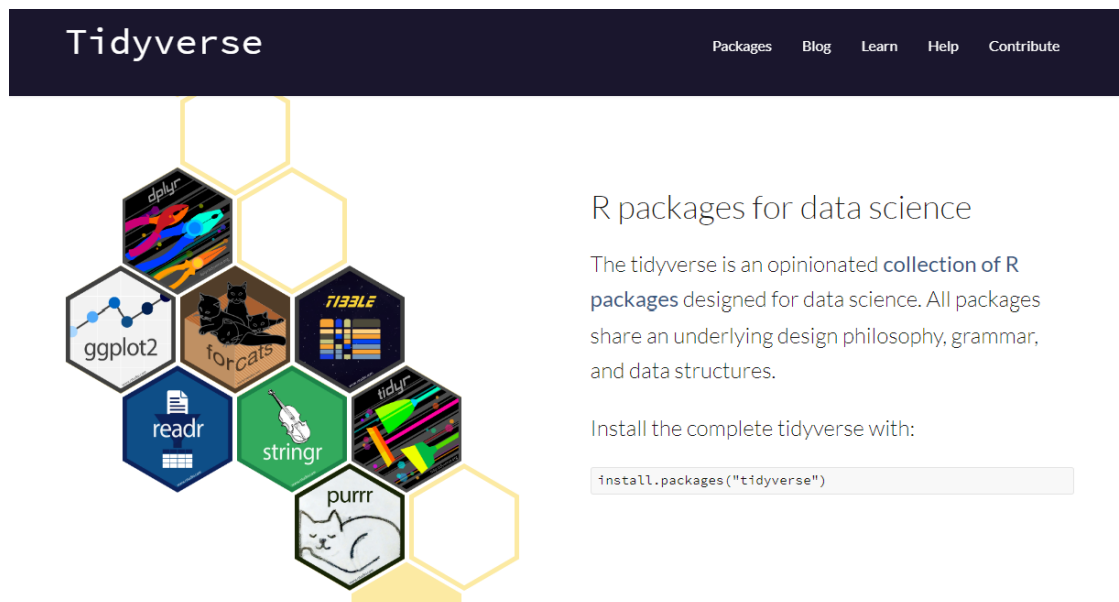 Tidyverse
Packages Blog Learn Help Contribute
dplyr
ggplot2
forcats
TIBBLE
readr
stringr
tidyr
purrr
R packages for data science
The tidyverse is an opinionated collection of R
packages designed for data science. All packages
share an underlying design philosophy, grammar,
and data structures.
Install the complete tidyverse with:
install.packages("tidyverse")